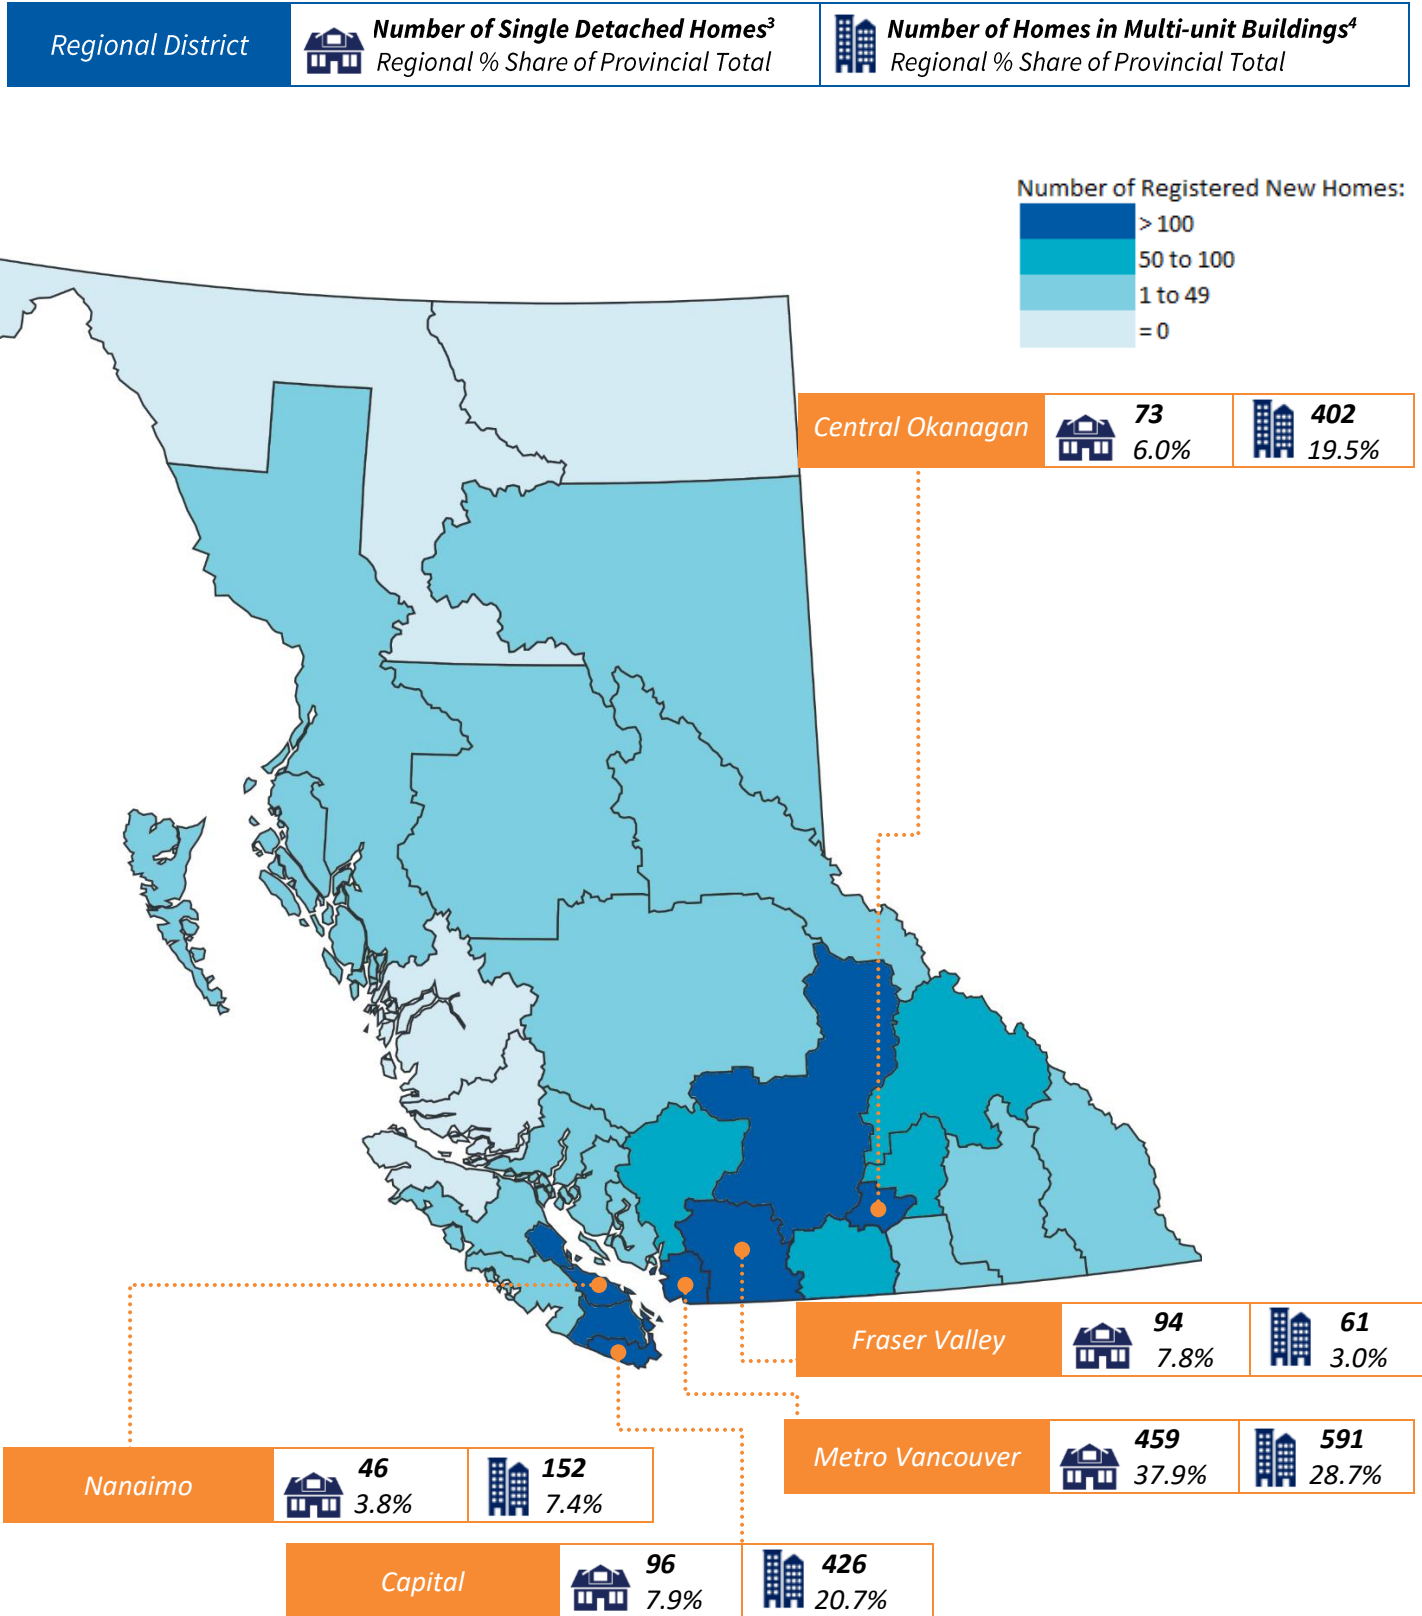 Regional District
Number of Single Detached Homes³
Regional % Share of Provincial Total
Number of Homes in Multi-unit Buildings⁴
Regional % Share of Provincial Total
Number of Registered New Homes:
> 100
50 to 100
1 to 49
= 0
Central Okanagan
73
6.0%
402
19.5%
Fraser Valley
94
7.8%
61
3.0%
Metro Vancouver
459
37.9%
591
28.7%
Nanaimo
46
3.8%
152
7.4%
Capital
96
7.9%
426
20.7%